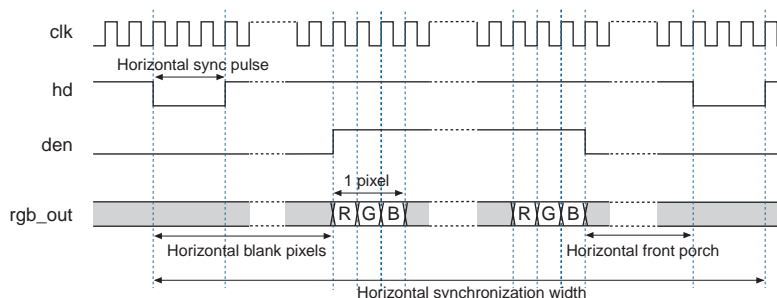 clk
Horizontal sync pulse
hd
den
1 pixel
rgb_out
R G B R G B
Horizontal blank pixels
Horizontal front porch
Horizontal synchronization width